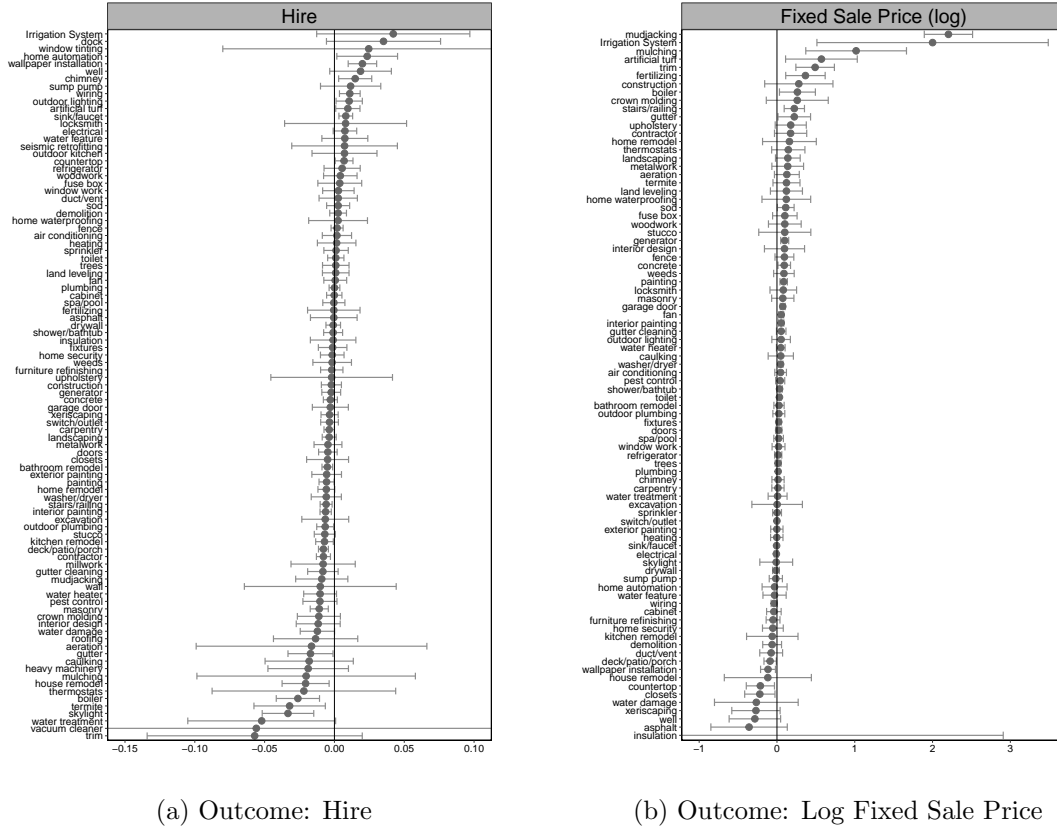 Hire
Irrigation System
dock
window tinting
home automation
wallpaper installation
well
chimney
sump pump
wiring
outdoor lighting
artificial turf
sink/faucet
locksmith
electrical
water feature
seismic retrofitting
outdoor kitchen
countertop
refrigerator
woodwork
fuse box
window work
duct/vent
sod
demolition
home waterproofing
fence
air conditioning
heating
sprinkler
toilet
trees
land leveling
fan
plumbing
cabinet
spa/pool
fertilizing
asphalt
drywall
shower/bathtub
insulation
fixtures
home security
weeds
furniture refinishing
upholstery
construction
generator
concrete
garage door
xeriscaping
switch/outlet
carpentry
landscaping
metalwork
doors
closets
bathroom remodel
exterior painting
painting
home remodel
washer/dryer
stairs/railing
interior painting
excavation
outdoor plumbing
stucco
kitchen remodel
deck/patio/porch
contractor
millwork
gutter cleaning
mudjacking
wall
water heater
pest control
masonry
crown molding
interior design
water damage
roofing
aeration
gutter
caulking
heavy machinery
mulching
house remodel
thermostats
boiler
termite
skylight
water treatment
vacuum cleaner
trim
−0.15 −0.10 −0.05 0.00 0.05 0.10
(a) Outcome: Hire
Fixed Sale Price (log)
mudjacking
Irrigation System
mulching
artificial turf
trim
fertilizing
construction
boiler
crown molding
stairs/railing
gutter
upholstery
contractor
home remodel
thermostats
landscaping
metalwork
aeration
termite
land leveling
home waterproofing
sod
fuse box
woodwork
stucco
generator
interior design
fence
concrete
weeds
painting
locksmith
masonry
garage door
fan
interior painting
gutter cleaning
outdoor lighting
water heater
caulking
washer/dryer
air conditioning
pest control
shower/bathtub
toilet
bathroom remodel
outdoor plumbing
fixtures
doors
spa/pool
window work
refrigerator
trees
plumbing
chimney
carpentry
water treatment
excavation
sprinkler
switch/outlet
exterior painting
heating
sink/faucet
electrical
skylight
drywall
sump pump
home automation
water feature
wiring
cabinet
furniture refinishing
home security
kitchen remodel
demolition
duct/vent
deck/patio/porch
wallpaper installation
house remodel
countertop
closets
water damage
xeriscaping
well
asphalt
insulation
−1 0 1 2 3
(b) Outcome: Log Fixed Sale Price